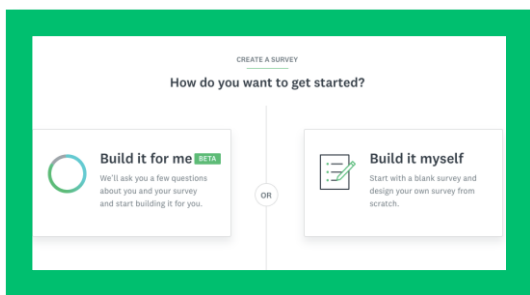 CREATE A SURVEY
How do you want to get started?
Build it for me BETA
We'll ask you a few questions
about you and your survey
and start building it for you.
OR
Build it myself
Start with a blank survey and
design your own survey from
scratch.